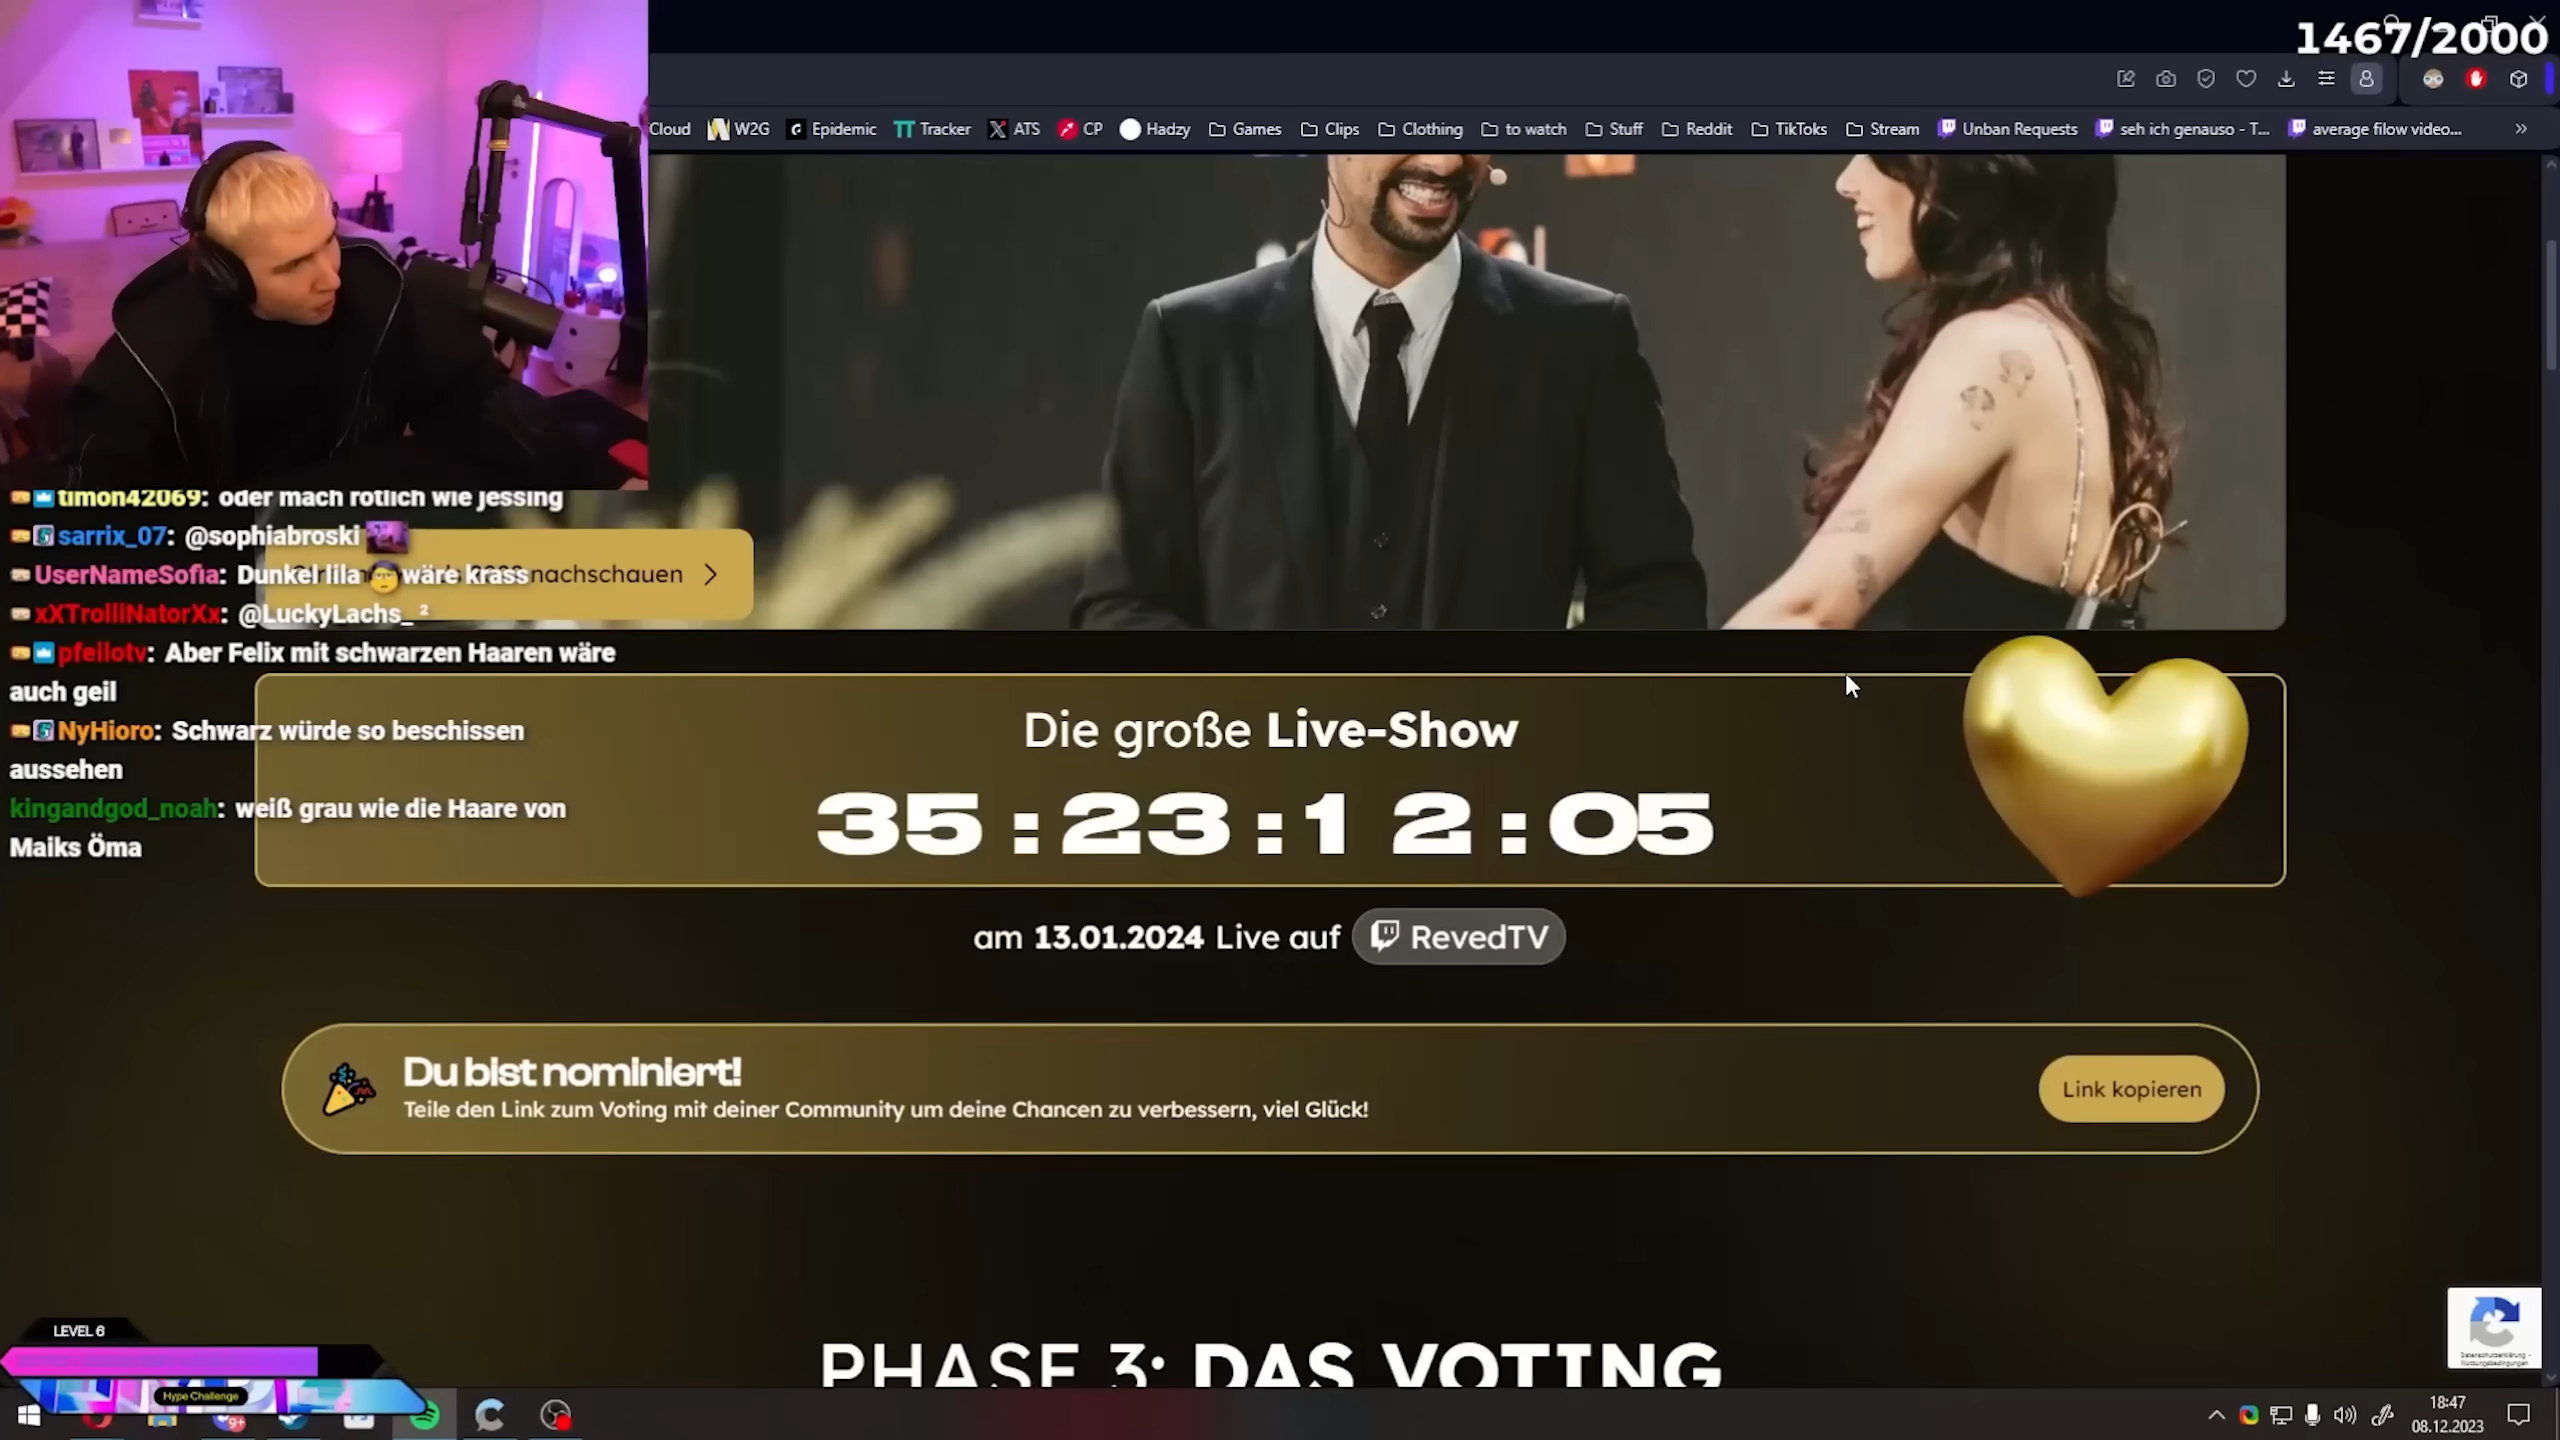 1467/2000
Cloud W2G Epidemic Tracker ATS CP Hadzy Games Clips Clothing to watch Stuff Reddit TikToks Stream Unban Requests seh ich genauso - T... average filow video... »
timon42069: oder mach rötlich wie jessing
sarrix_07: @sophiabroski
UserNameSofia: Dunkel lila wäre krass
nachschauen
xXTrollINatorXx: @LuckyLachs_ ²
pfeilotv: Aber Felix mit schwarzen Haaren wäre
auch geil
NyHioro: Schwarz würde so beschissen
aussehen
kingandgod_noah: weiß grau wie die Haare von
Maiks Öma
Die große Live-Show
35:23:12:05
am 13.01.2024 Live auf RevedTV
Du bist nominiert!
Teile den Link zum Voting mit deiner Community um deine Chancen zu verbessern, viel Glück!
Link kopieren
PHASE 3: DAS VOTING
LEVEL 6
Hype Challenge
9+
Datenschutzerklärung -
Nutzungsbedingungen
18:47
08.12.2023